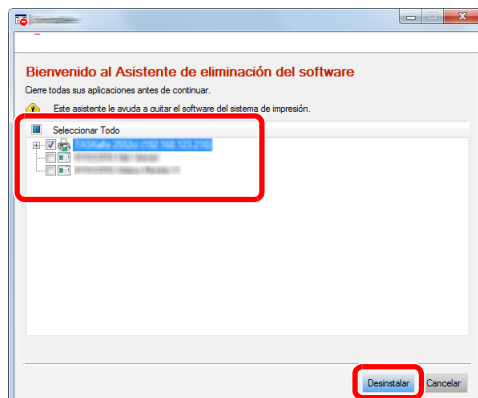 Bienvenido al Asistente de eliminación del software
Cierre todas sus aplicaciones antes de continuar.
Este asistente le ayuda a quitar el software del sistema de impresión.
Seleccionar Todo
Desinstalar Cancelar